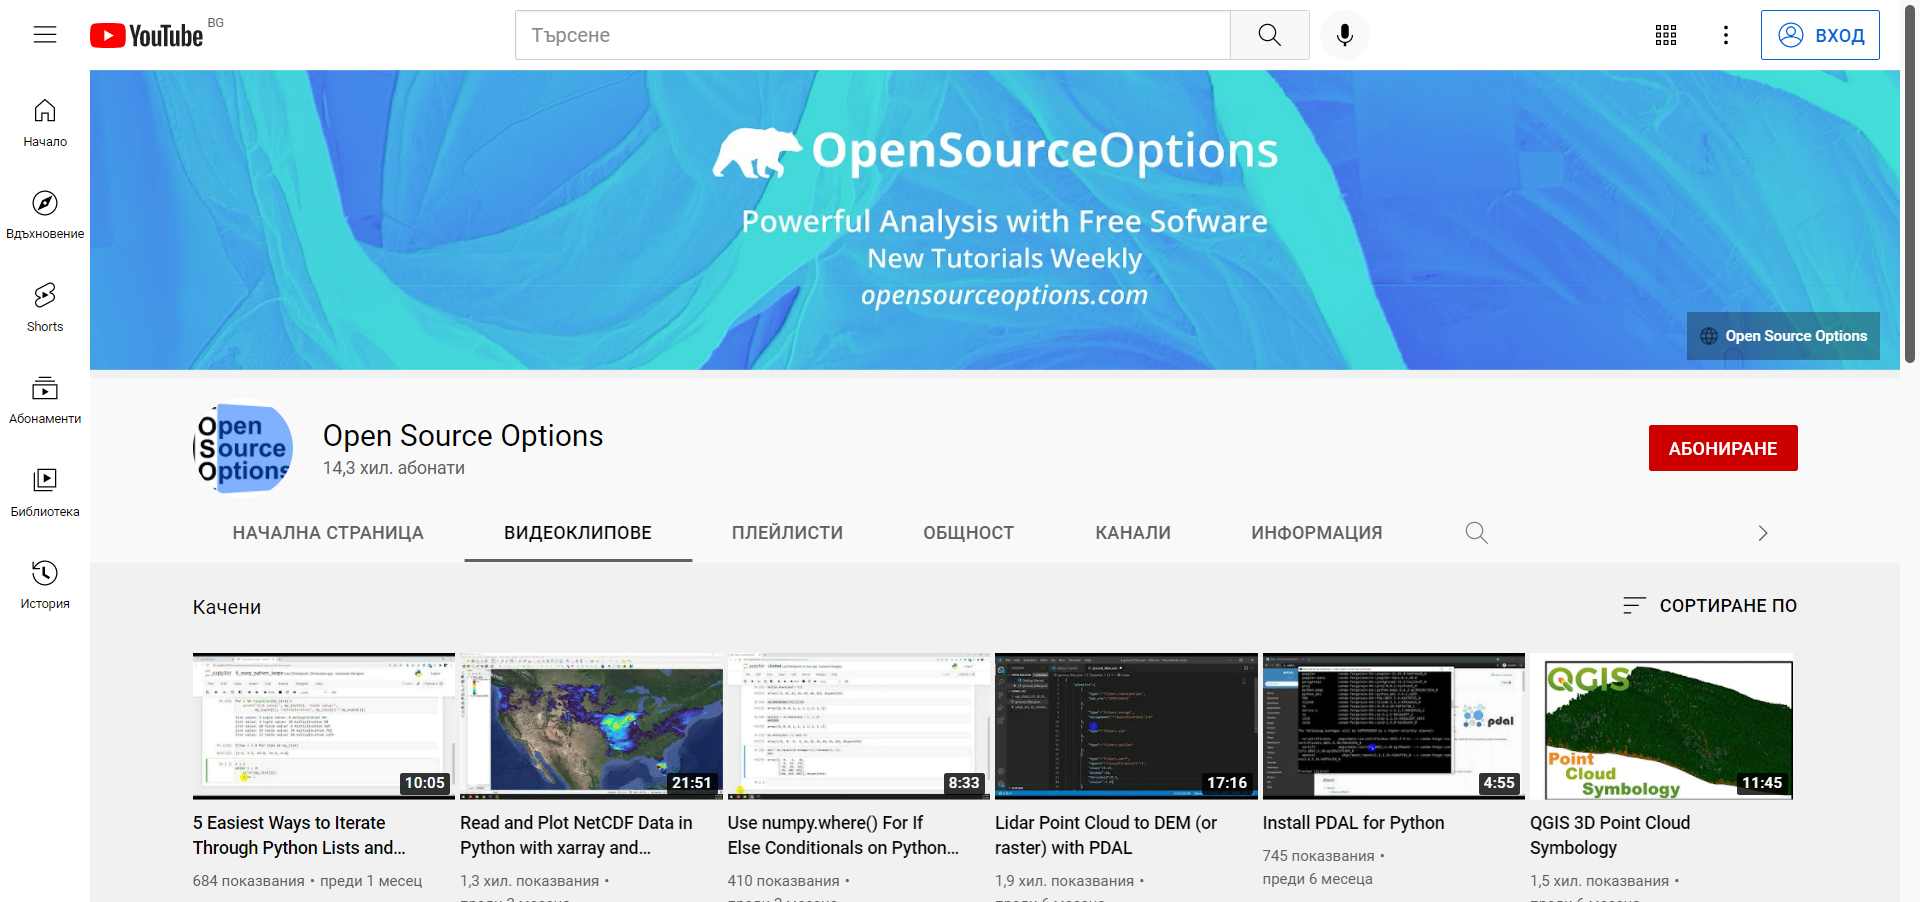 YouTube BG
Търсене
ВХОД
Начало
Вдъхновение
Shorts
Абонаменти
Библиотека
История
OpenSourceOptions
Powerful Analysis with Free Sofware
New Tutorials Weekly
opensourceoptions.com
Open Source Options
Open
Source
Options
Open Source Options
14,3 хил. абонати
АБОНИРАНЕ
НАЧАЛНА СТРАНИЦА ВИДЕОКЛИПОВЕ ПЛЕЙЛИСТИ ОБЩНОСТ КАНАЛИ ИНФОРМАЦИЯ
Качени
СОРТИРАНЕ ПО
10:05
5 Easiest Ways to Iterate
Through Python Lists and...
684 показвания • преди 1 месец
21:51
Read and Plot NetCDF Data in
Python with xarray and...
1,3 хил. показвания •
8:33
Use numpy.where() For If
Else Conditionals on Python...
410 показвания •
17:16
Lidar Point Cloud to DEM (or
raster) with PDAL
1,9 хил. показвания •
pdal
4:55
Install PDAL for Python
745 показвания •
преди 6 месеца
QGIS
Point
Cloud
Symbology
11:45
QGIS 3D Point Cloud
Symbology
1,5 хил. показвания •